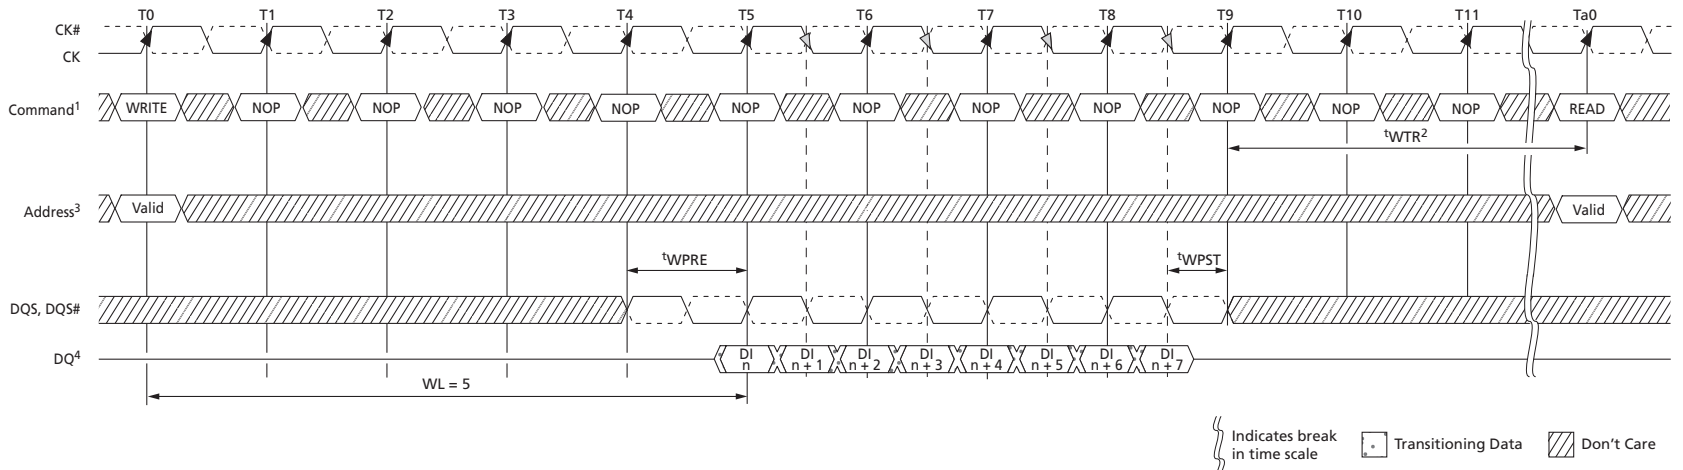 T0 T1 T2 T3 T4 T5 T6 T7 T8 T9 T10 T11 Ta0
CK#
CK
Command1 WRITE NOP NOP NOP NOP NOP NOP NOP NOP NOP NOP NOP READ
tWTR2
Address3 Valid Valid
tWPRE tWPST
DQS, DQS#
DQ4 DI n DI n + 1 DI n + 2 DI n + 3 DI n + 4 DI n + 5 DI n + 6 DI n + 7
WL = 5
Indicates break
in time scale
Transitioning Data
Don't Care